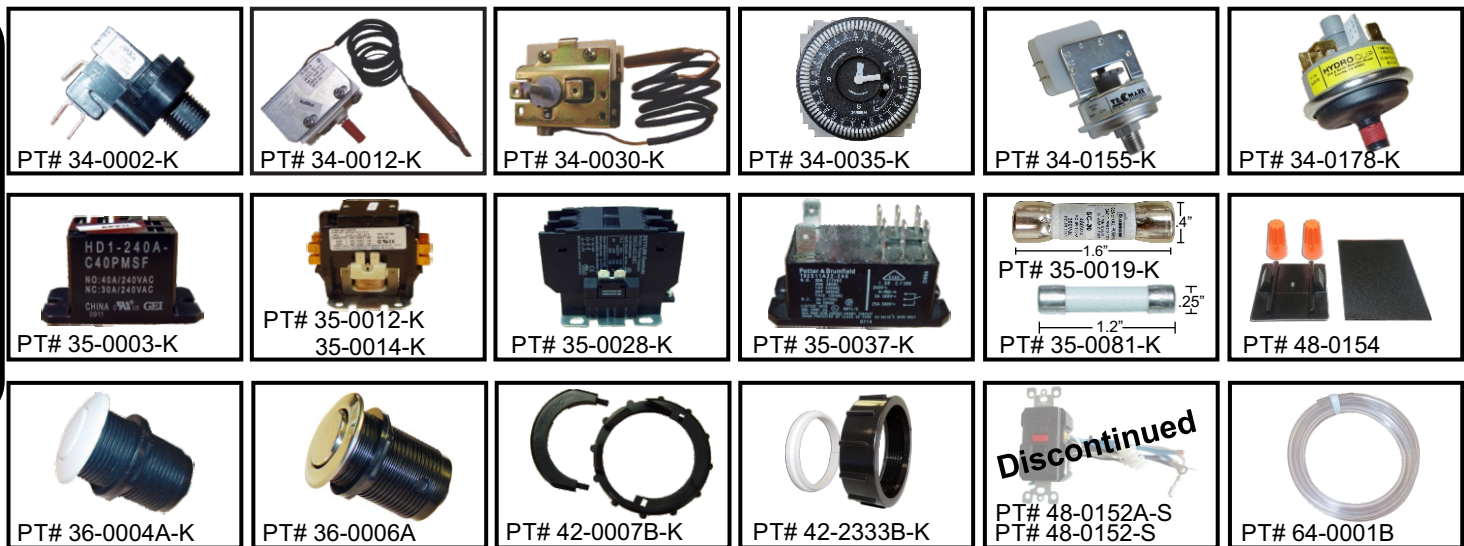 PT# 34-0002-K
PT# 34-0012-K
PT# 34-0030-K
12
PT# 34-0035-K
TECMARK
PT# 34-0155-K
HYDROQUIP
PT# 34-0178-K
HD1-240A-
C40PMSF
NO:40A/240VAC
NC:30A/240VAC
CHINA US GEI
0911
PT# 35-0003-K
PT# 35-0012-K
35-0014-K
PT# 35-0028-K
Potter & Brumfield
PT# 35-0037-K
.4"
1.6"
PT# 35-0019-K
.25"
1.2"
PT# 35-0081-K
PT# 48-0154
PT# 36-0004A-K
PT# 36-0006A
PT# 42-0007B-K
PT# 42-2333B-K
Discontinued
PT# 48-0152A-S
PT# 48-0152-S
PT# 64-0001B